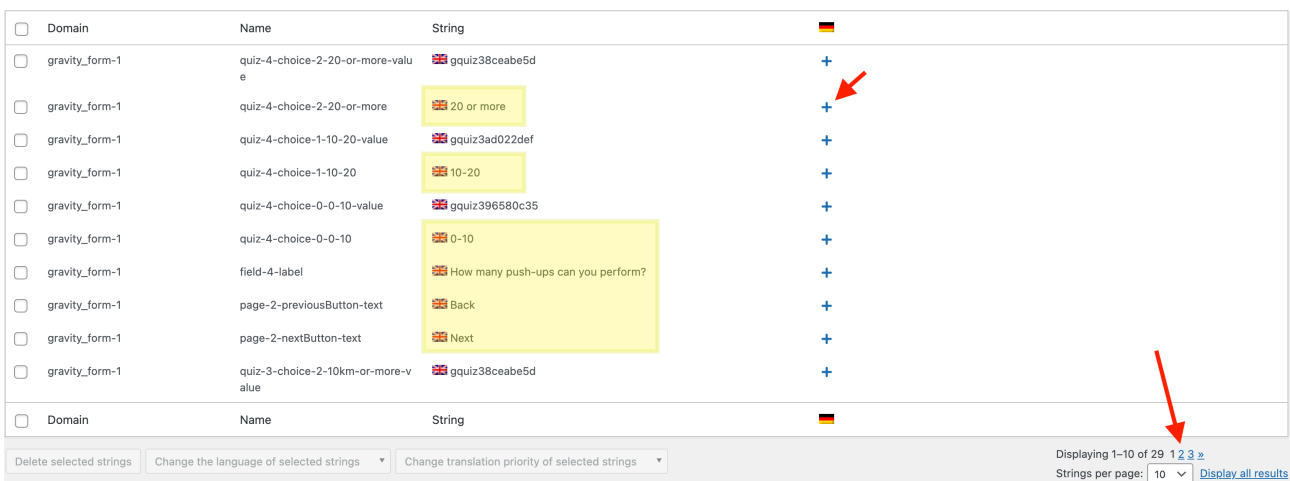 Domain Name String
gravity_form-1 quiz-4-choice-2-20-or-more-valu gquiz38ceabe5d
e
gravity_form-1 quiz-4-choice-2-20-or-more 20 or more
gravity_form-1 quiz-4-choice-1-10-20-value gquiz3ad022def
gravity_form-1 quiz-4-choice-1-10-20 10-20
gravity_form-1 quiz-4-choice-0-0-10-value gquiz396580c35
gravity_form-1 quiz-4-choice-0-0-10 0-10
gravity_form-1 field-4-label How many push-ups can you perform?
gravity_form-1 page-2-previousButton-text Back
gravity_form-1 page-2-nextButton-text Next
gravity_form-1 quiz-3-choice-2-10km-or-more-v gquiz38ceabe5d
alue
Domain Name String
Delete selected strings Change the language of selected strings Change translation priority of selected strings Displaying 1–10 of 29 1 2 3 »
Strings per page: 10 Display all results